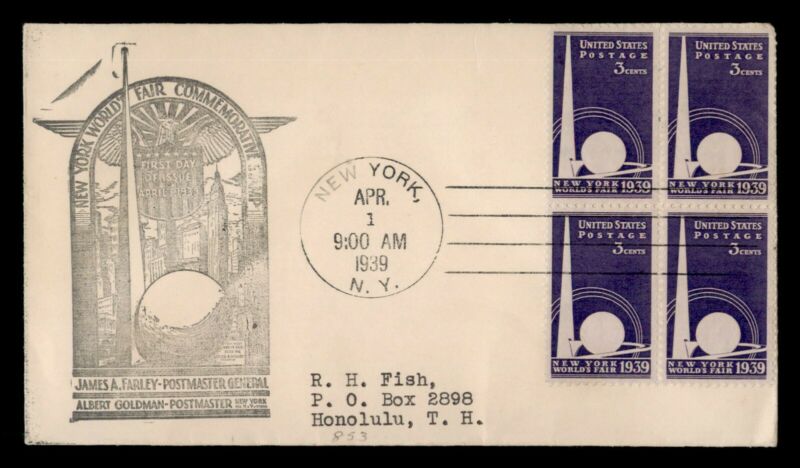 NEW YORK WORLD'S FAIR COMMEMORATIVE STAMP
FIRST DAY
OF ISSUE
APRIL 1-1939
JAMES A. FARLEY-POSTMASTER GENERAL
ALBERT GOLDMAN-POSTMASTER NEW YORK
NEW YORK,
APR.
1
9:00 AM
1939
N. Y.
R. H. Fish,
P. O. Box 2898
Honolulu, T. H.
853
UNITED STATES
POSTAGE
3 CENTS
NEW YORK 1939
WORLD'S FAIR
UNITED STATES
POSTAGE
3 CENTS
NEW YORK 1939
WORLD'S FAIR
UNITED STATES
POSTAGE
3 CENTS
NEW YORK 1939
WORLD'S FAIR
UNITED STATES
POSTAGE
3 CENTS
NEW YORK 1939
WORLD'S FAIR